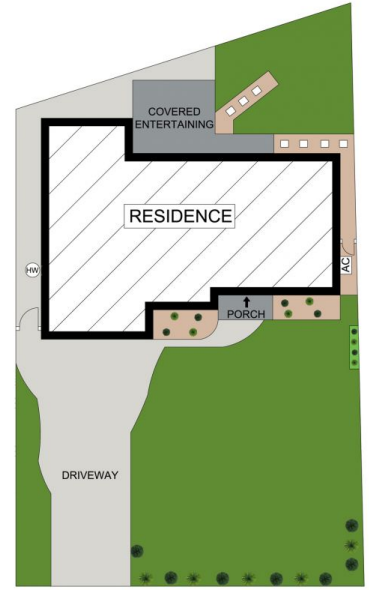 COVERED
ENTERTAINING
RESIDENCE
HW
AC
PORCH
DRIVEWAY